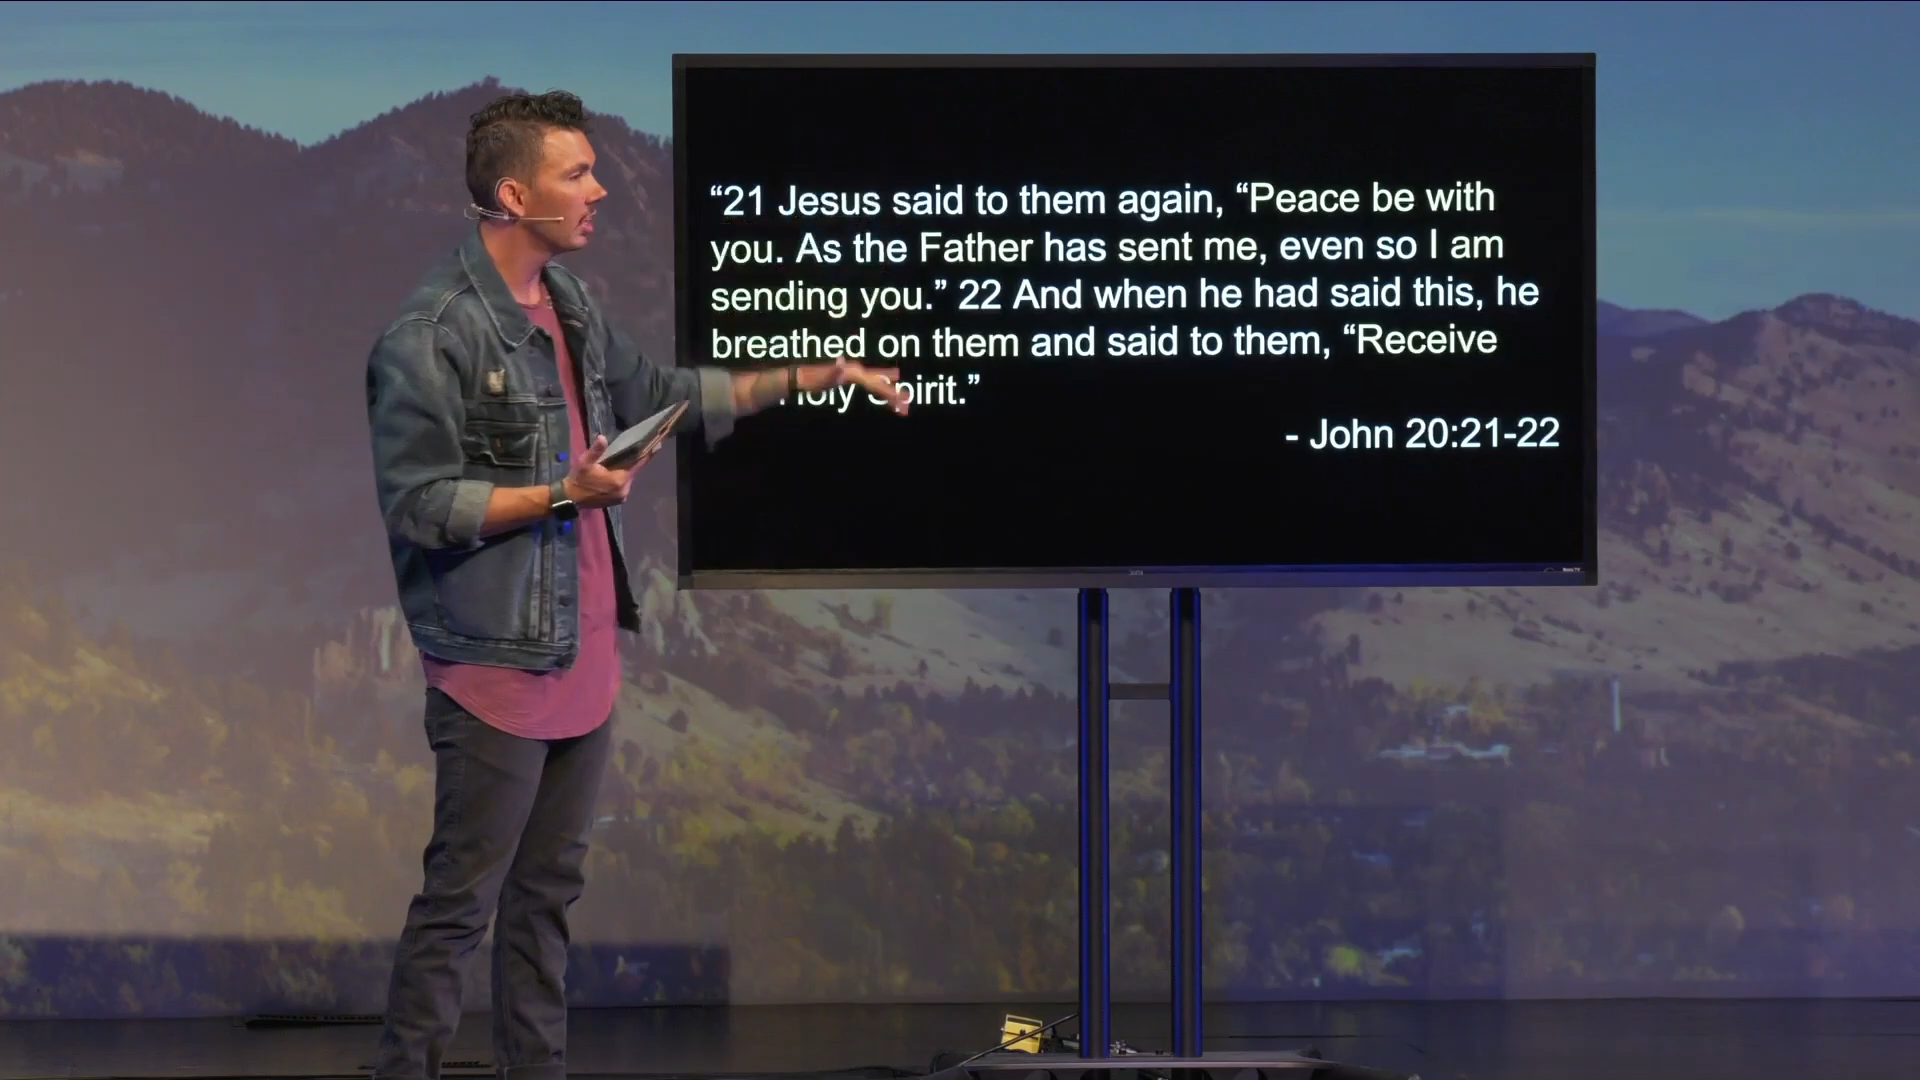 “21 Jesus said to them again, “Peace be with
you. As the Father has sent me, even so I am
sending you.” 22 And when he had said this, he
breathed on them and said to them, “Receive
Spirit.”
- John 20:21-22